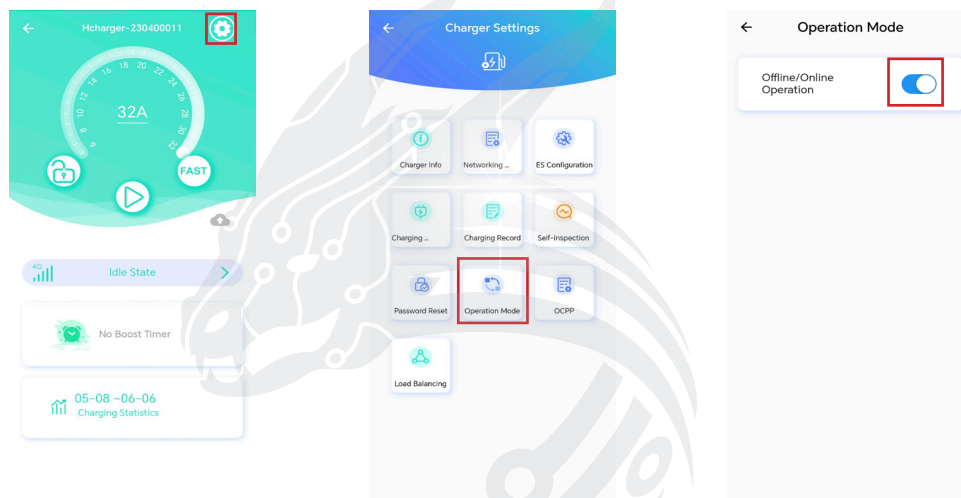 Hcharger-230400011
6 8 10 12 14 16 18 20 22 24 26 28 30 32
32A
FAST
4G
Idle State
No Boost Timer
05-08 ~06-06
Charging Statistics
Charger Settings
Charger Info
Networking ...
ES Configuration
Charging ...
Charging Record
Self-inspection
Password Reset
Operation Mode
OCPP
Load Balancing
Operation Mode
Offline/Online
Operation